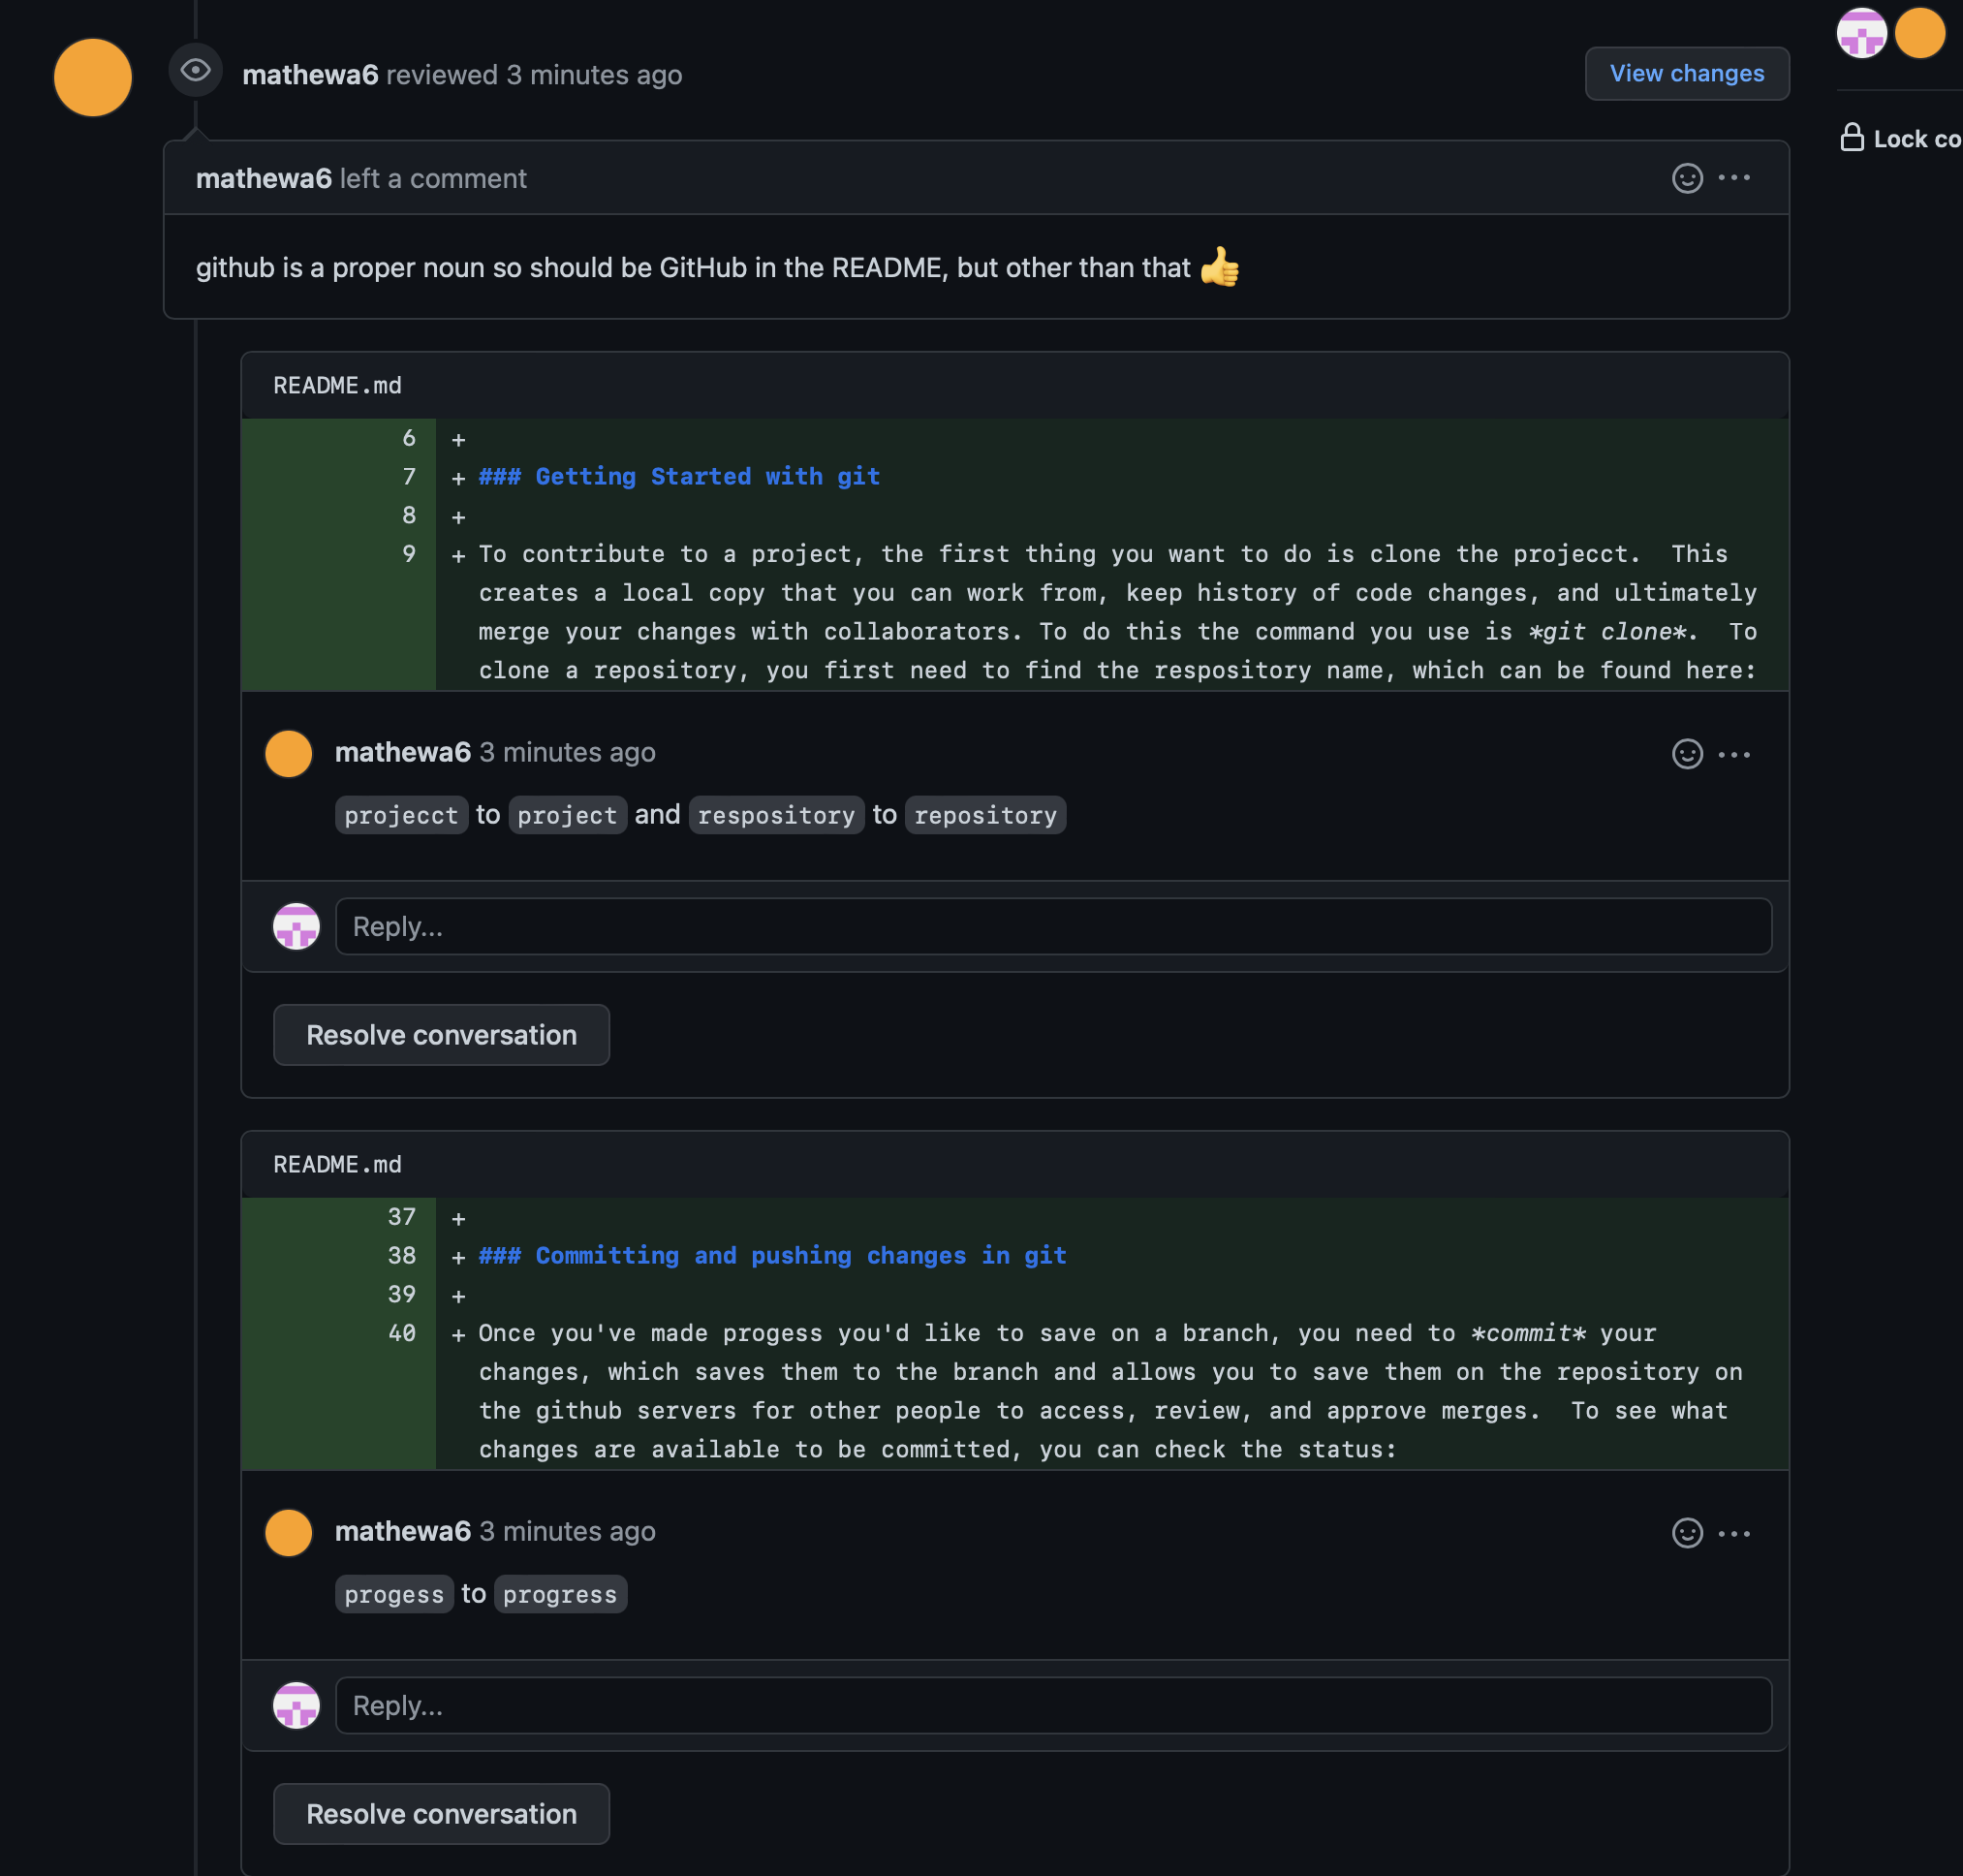 mathewa6 reviewed 3 minutes ago
View changes
Lock co
mathewa6 left a comment
github is a proper noun so should be GitHub in the README, but other than that 👍
README.md
6 +
7 + ### Getting Started with git
8 +
9 + To contribute to a project, the first thing you want to do is clone the projecct.  This
creates a local copy that you can work from, keep history of code changes, and ultimately
merge your changes with collaborators. To do this the command you use is *git clone*.  To
clone a repository, you first need to find the respository name, which can be found here:
mathewa6 3 minutes ago
projecct to project and respository to repository
Reply...
Resolve conversation
README.md
37 +
38 + ### Committing and pushing changes in git
39 +
40 + Once you've made progess you'd like to save on a branch, you need to *commit* your
changes, which saves them to the branch and allows you to save them on the repository on
the github servers for other people to access, review, and approve merges.  To see what
changes are available to be committed, you can check the status:
mathewa6 3 minutes ago
progess to progress
Reply...
Resolve conversation